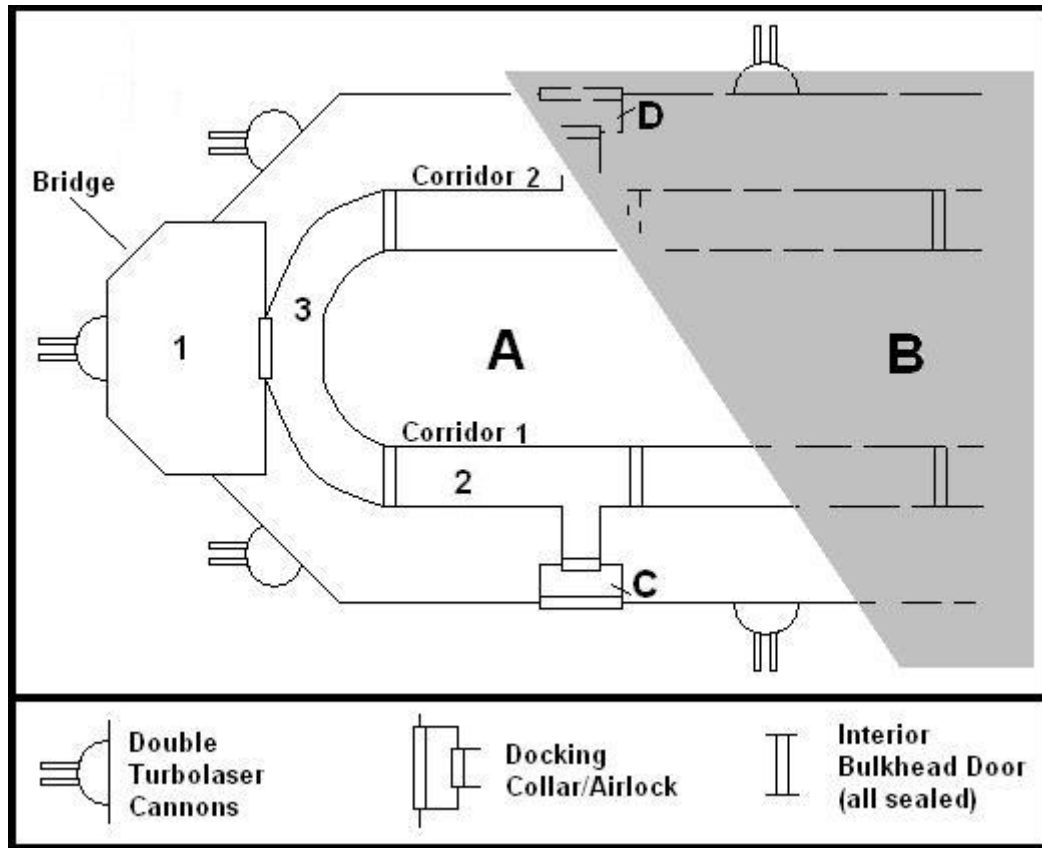 D
Bridge
Corridor 2
3
1
A
B
Corridor 1
2
C
Double
Turbolaser
Cannons
Docking
Collar/Airlock
Interior
Bulkhead Door
(all sealed)